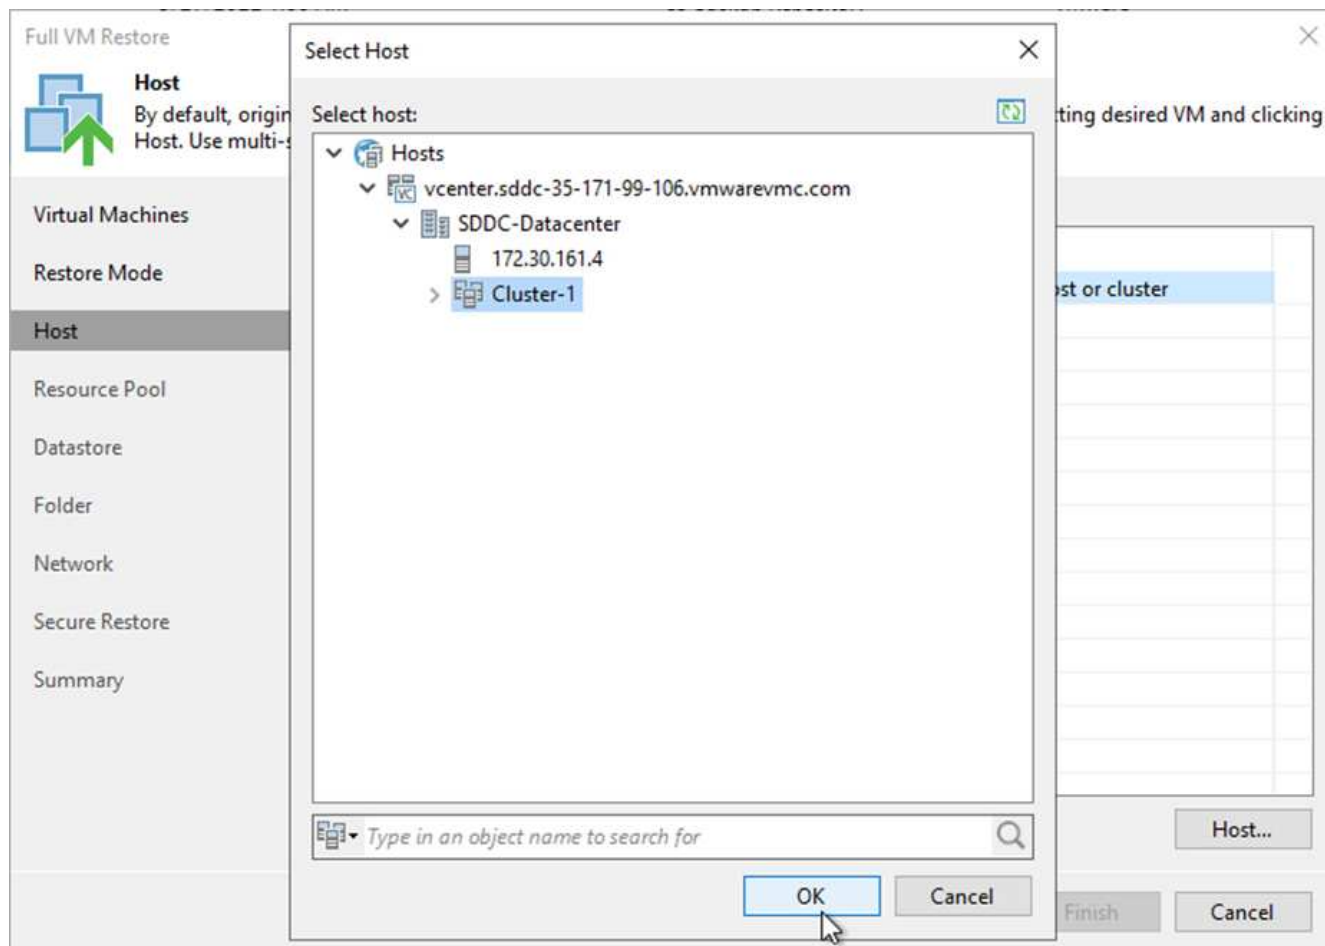 Full VM Restore
Host
By default, origin
Host. Use multi-s
ting desired VM and clicking
Virtual Machines
Restore Mode
Host
Resource Pool
Datastore
Folder
Network
Secure Restore
Summary
Select Host
Select host:
Hosts
vcenter.sddc-35-171-99-106.vmwarevmc.com
SDDC-Datacenter
172.30.161.4
Cluster-1
Type in an object name to search for
OK
Cancel
st or cluster
Host...
Finish
Cancel